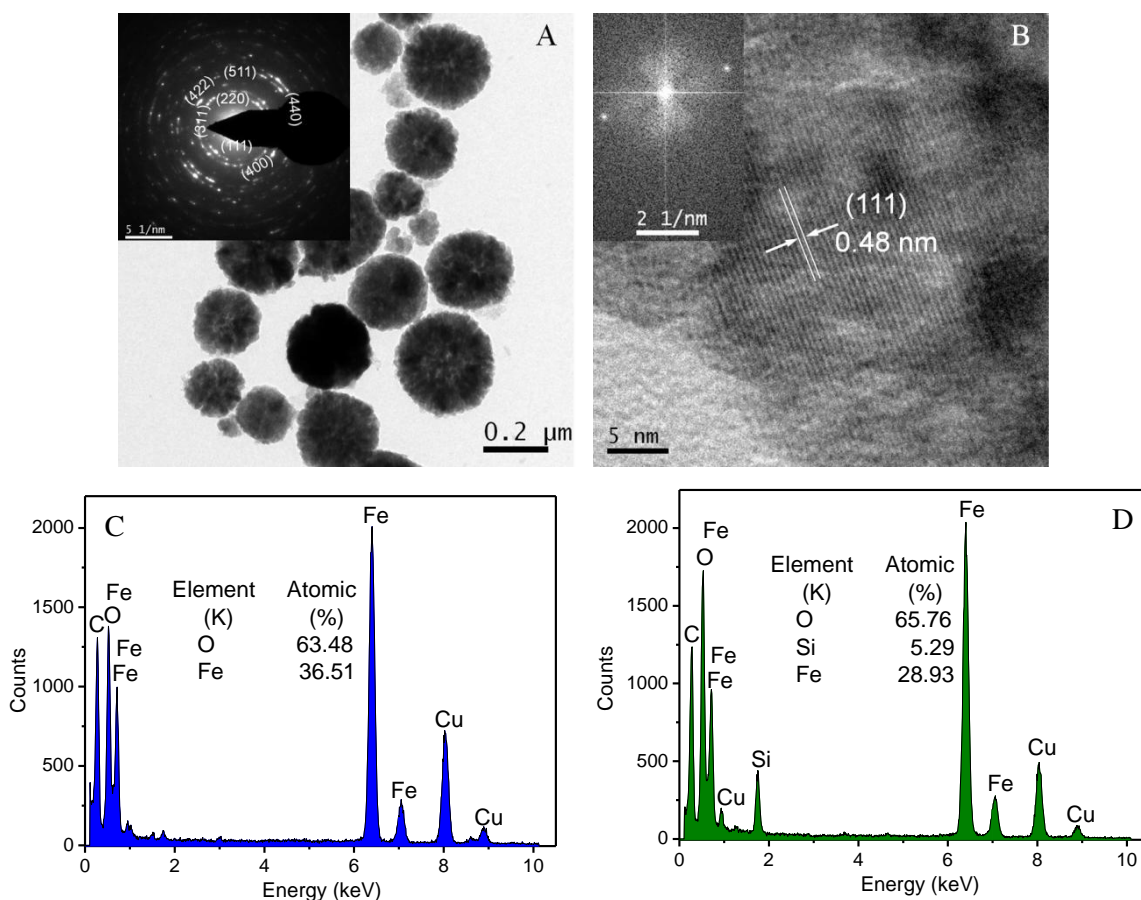 A
(511)
(422)
(220)
(440)
(311)
(111)
(400)
5 1/nm
0.2 µm
B
2 1/nm
(111)
0.48 nm
5 nm
C
2000
1500
1000
500
0
Counts
0 2 4 6 8 10
Energy (keV)
C
Fe
O
Fe
Fe
Element Atomic
(K) (%)
O 63.48
Fe 36.51
Fe
Fe
Cu
Cu
D
2000
1500
1000
500
0
Counts
0 2 4 6 8 10
Energy (keV)
C
Fe
O
Fe
Fe
Cu
Si
Element Atomic
(K) (%)
O 65.76
Si 5.29
Fe 28.93
Fe
Fe
Cu
Cu